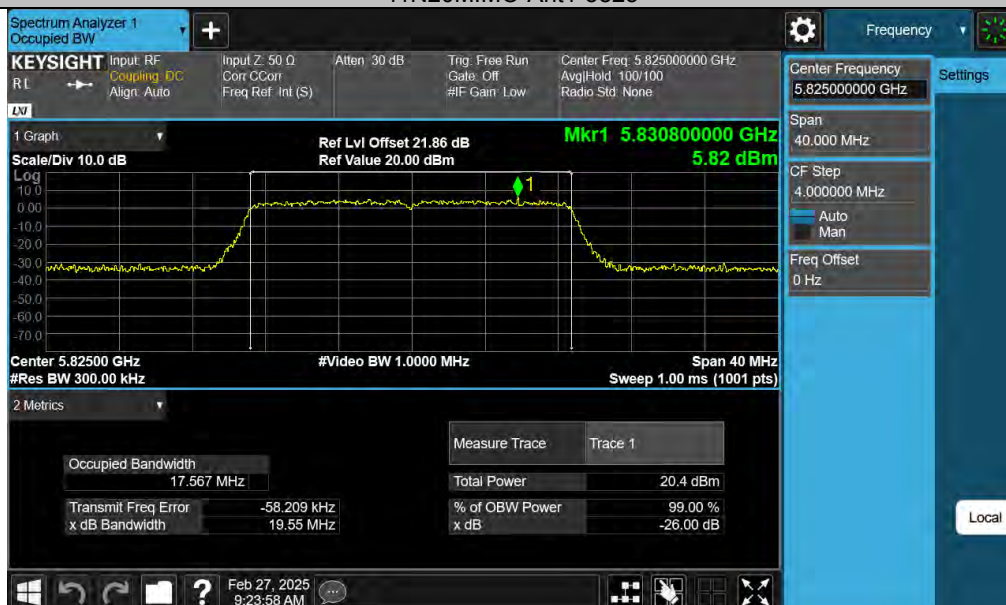 Spectrum Analyzer 1
Occupied BW
Frequency
KEYSIGHT
RL
LXI
Input: RF
Coupling: DC
Align: Auto
Input Z: 50 Ω
Corr CCorr
Freq Ref: Int (S)
Atten: 30 dB
Trig: Free Run
Gate: Off
#IF Gain: Low
Center Freq: 5.825000000 GHz
Avg|Hold: 100/100
Radio Std: None
Center Frequency
5.825000000 GHz
Settings
Span
40.000 MHz
CF Step
4.000000 MHz
Auto
Man
Freq Offset
0 Hz
Local
1 Graph
Scale/Div 10.0 dB
Ref Lvl Offset 21.86 dB
Ref Value 20.00 dBm
Mkr1 5.830800000 GHz
5.82 dBm
Log
10.0
0.00
-10.0
-20.0
-30.0
-40.0
-50.0
-60.0
-70.0
1
Center 5.82500 GHz
#Video BW 1.0000 MHz
Span 40 MHz
#Res BW 300.00 kHz
Sweep 1.00 ms (1001 pts)
2 Metrics
Measure Trace
Trace 1
Occupied Bandwidth
17.567 MHz
Total Power
20.4 dBm
Transmit Freq Error
-58.209 kHz
% of OBW Power
99.00 %
x dB Bandwidth
19.55 MHz
x dB
-26.00 dB
?
Feb 27, 2025
9:23:58 AM